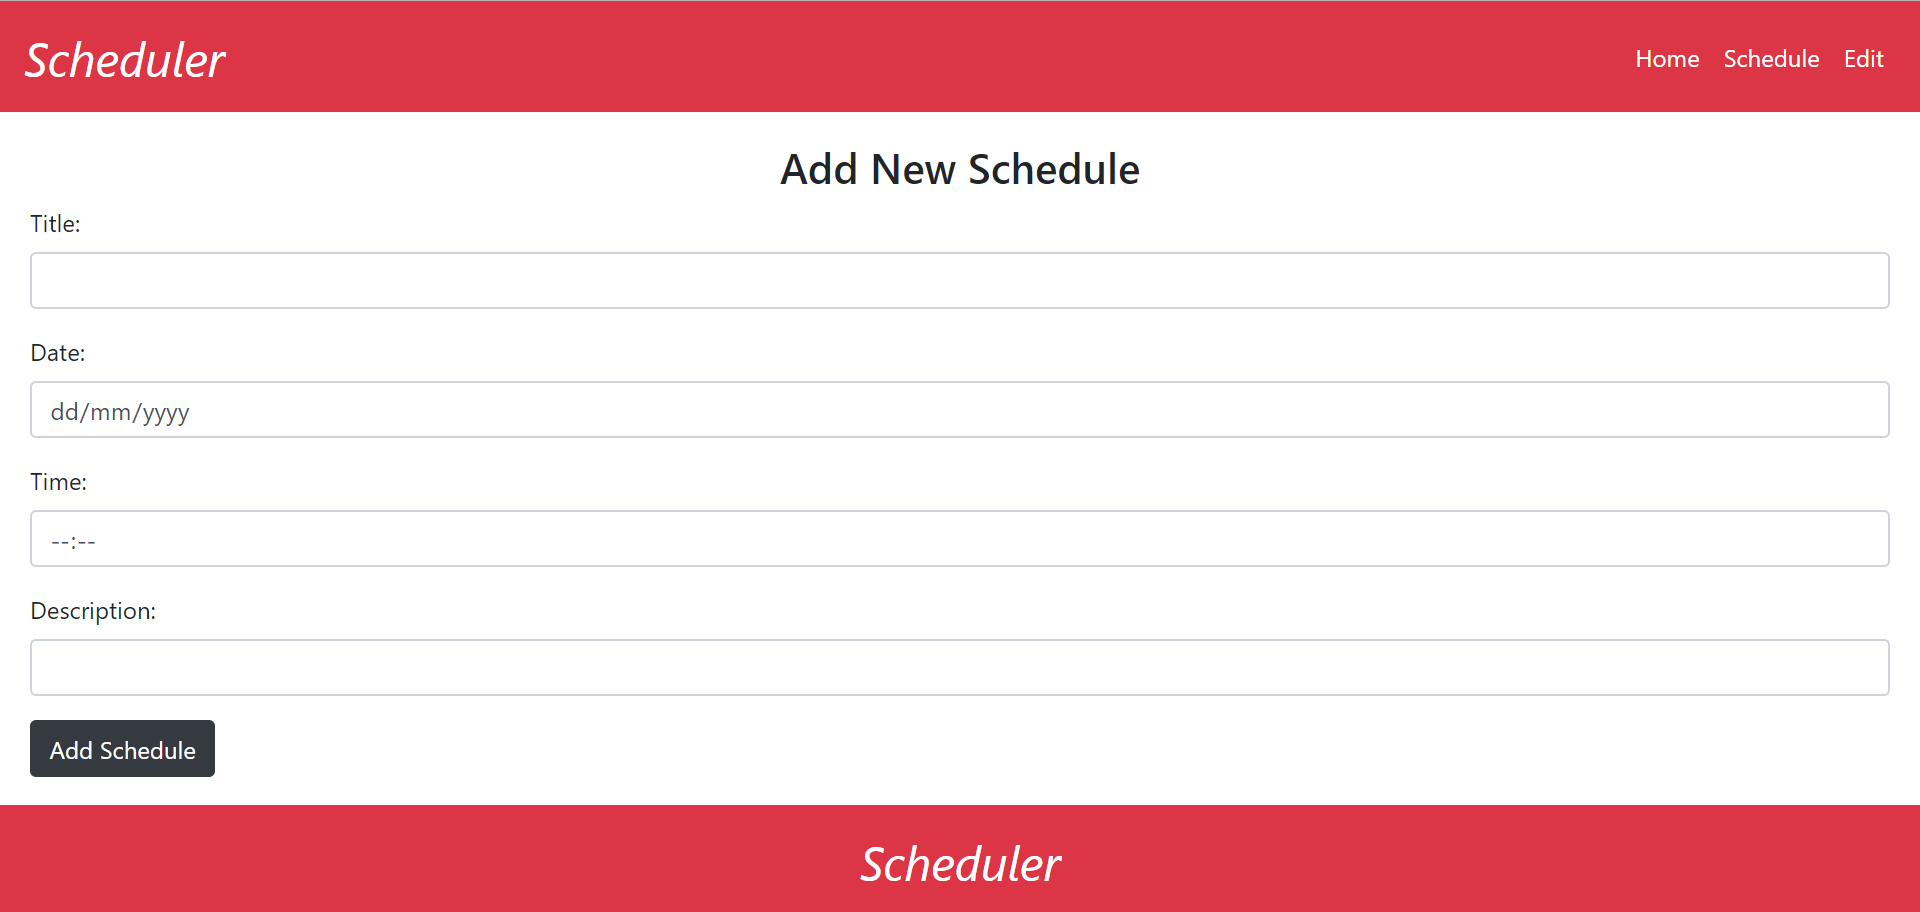 Scheduler
Home Schedule Edit
Add New Schedule
Title:
Date:
dd/mm/yyyy
Time:
--:--
Description:
Add Schedule
Scheduler